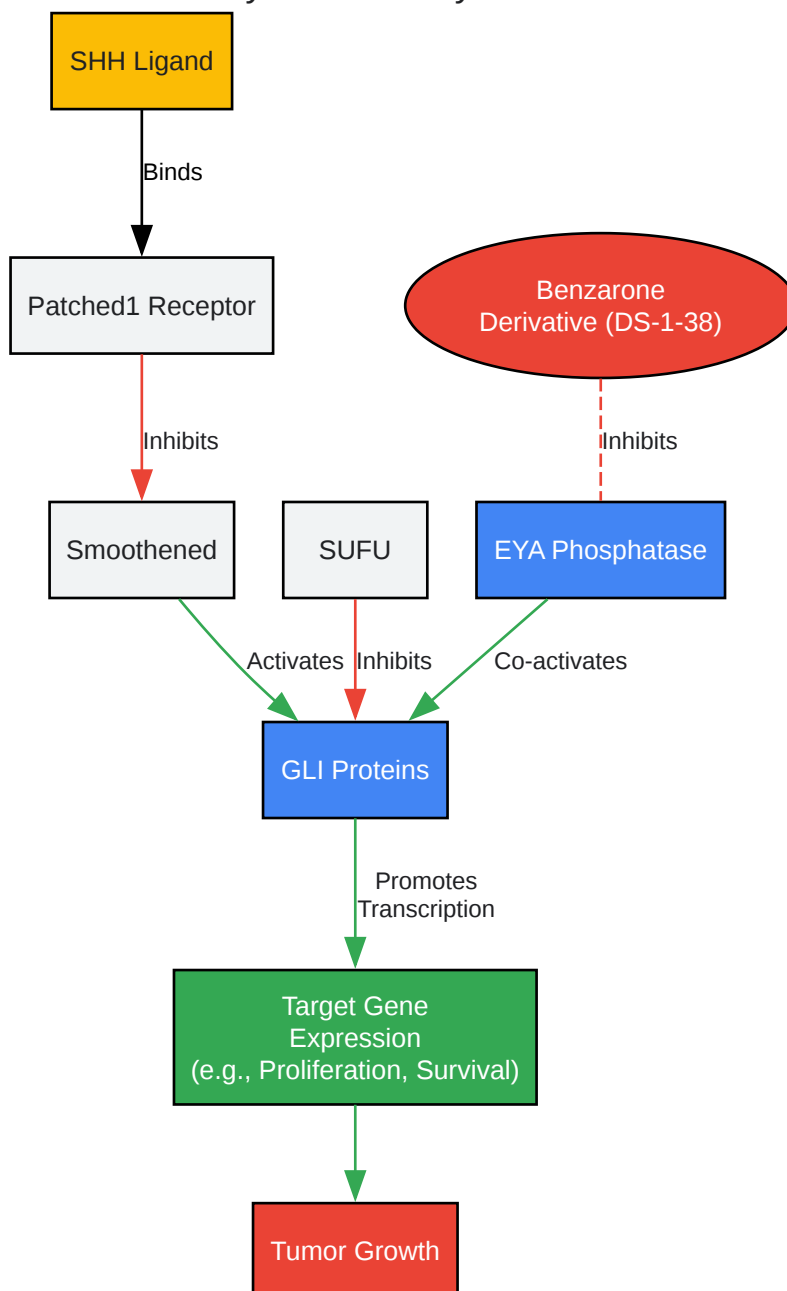 SHH Ligand
Binds
Patched1 Receptor
Benzarone
Derivative (DS-1-38)
Inhibits
Inhibits
Smoothened
SUFU
EYA Phosphatase
Activates
Inhibits
Co-activates
GLI Proteins
Promotes
Transcription
Target Gene
Expression
(e.g., Proliferation, Survival)
Tumor Growth